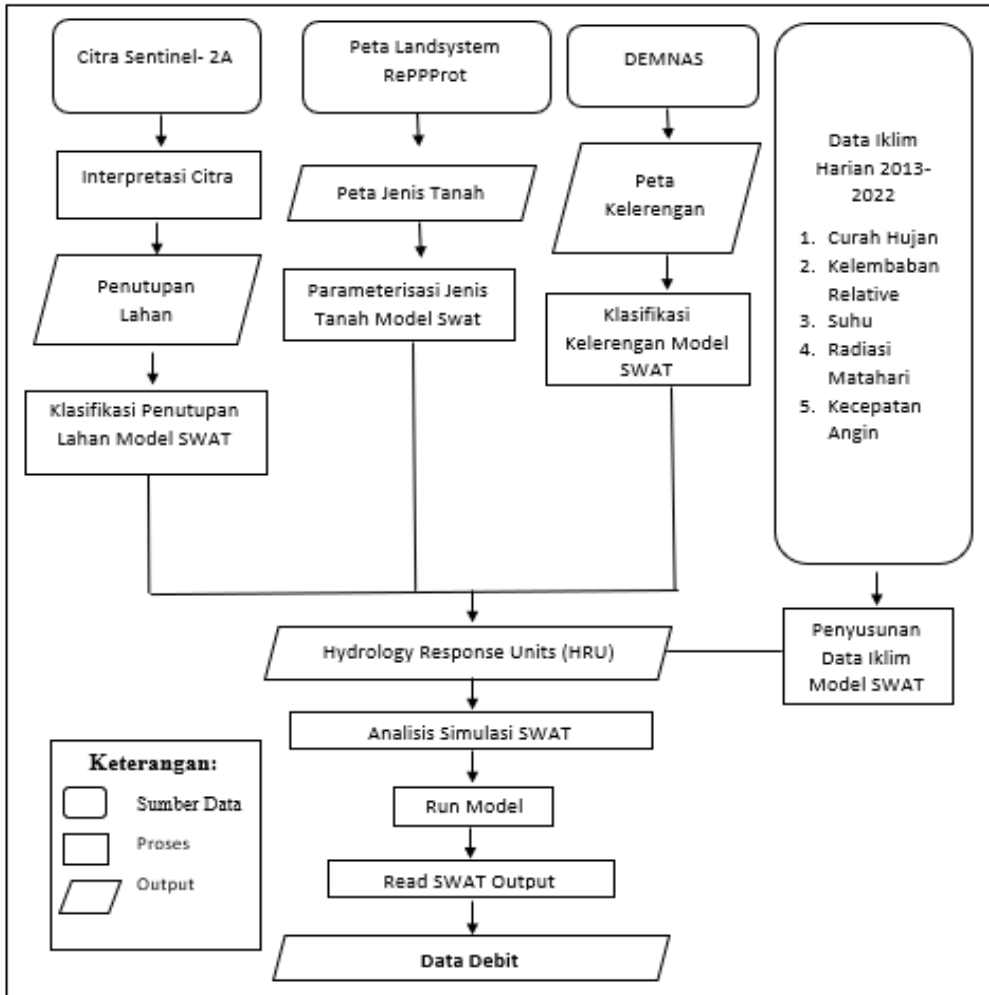 Citra Sentinel- 2A
Interpretasi Citra
Penutupan
Lahan
Klasifikasi Penutupan
Lahan Model SWAT
Peta Landsystem
RePPProt
Peta Jenis Tanah
Parameterisasi Jenis
Tanah Model Swat
DEMNAS
Peta
Kelerengan
Klasifikasi
Kelerengan Model
SWAT
Data Iklim
Harian 2013-
2022
1. Curah Hujan
2. Kelembaban
Relative
3. Suhu
4. Radiasi
Matahari
5. Kecepatan
Angin
Penyusunan
Data Iklim
Model SWAT
Hydrology Response Units (HRU)
Analisis Simulasi SWAT
Run Model
Read SWAT Output
Data Debit
Keterangan:
Sumber Data
Proses
Output